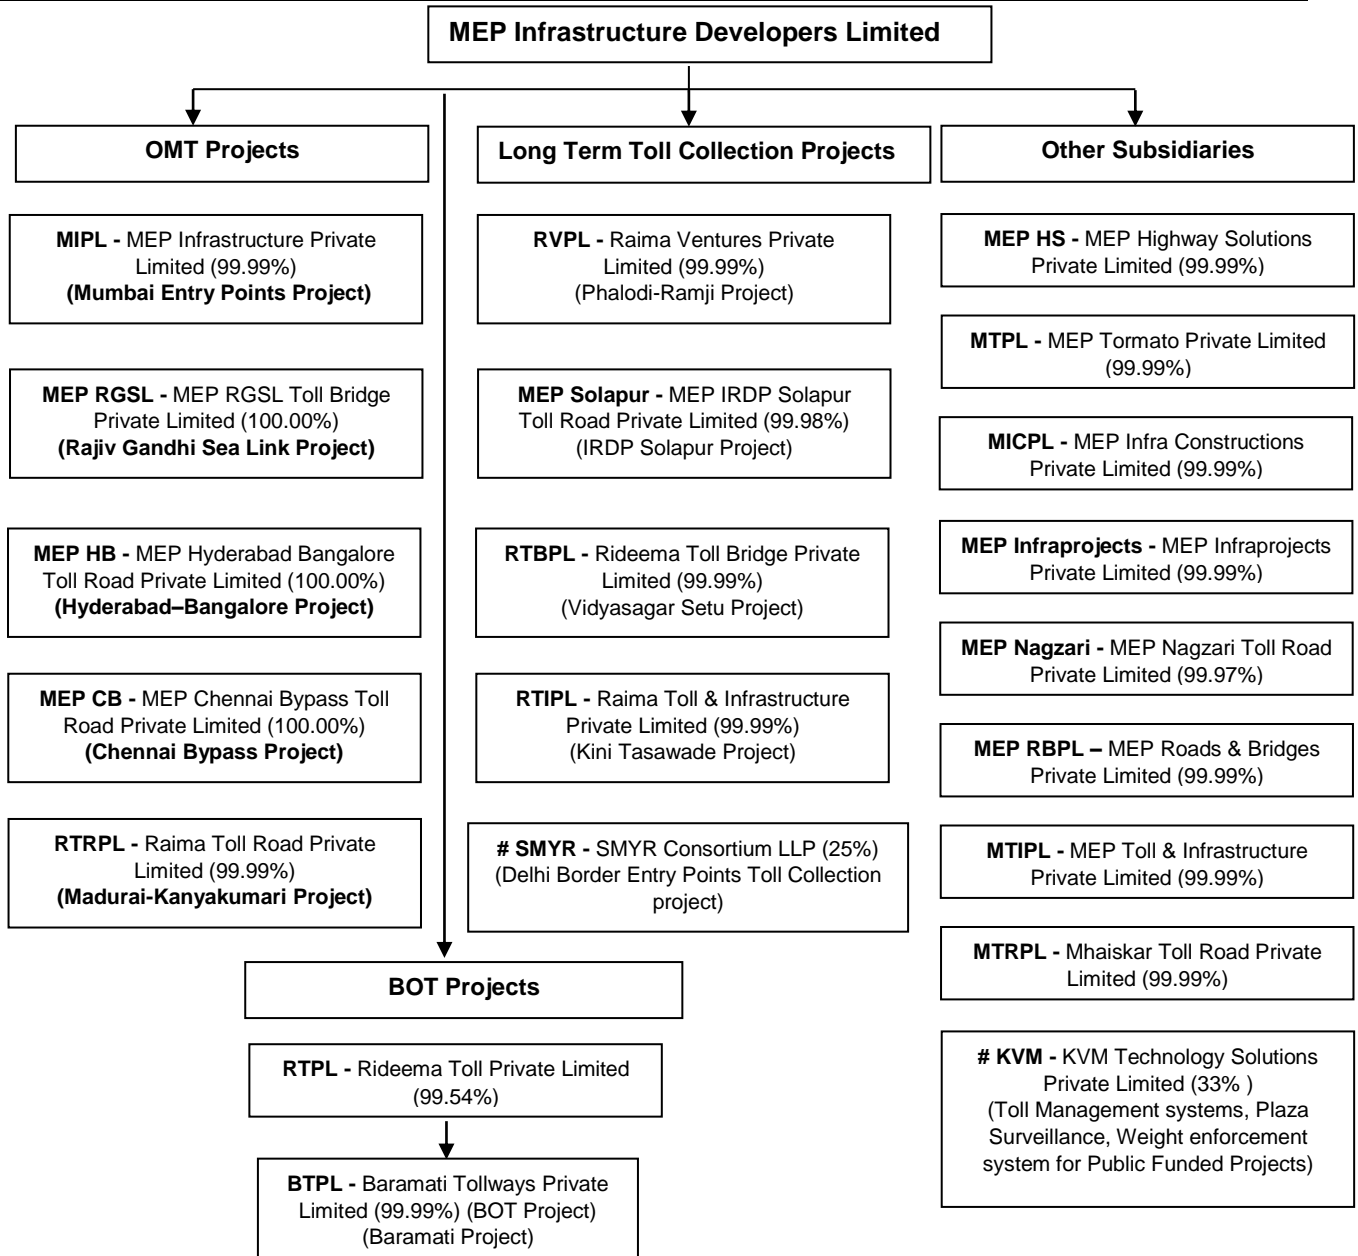 MEP Infrastructure Developers Limited
OMT Projects
MIPL - MEP Infrastructure Private
Limited (99.99%)
(Mumbai Entry Points Project)
MEP RGSL - MEP RGSL Toll Bridge
Private Limited (100.00%)
(Rajiv Gandhi Sea Link Project)
MEP HB - MEP Hyderabad Bangalore
Toll Road Private Limited (100.00%)
(Hyderabad–Bangalore Project)
MEP CB - MEP Chennai Bypass Toll
Road Private Limited (100.00%)
(Chennai Bypass Project)
RTRPL - Raima Toll Road Private
Limited (99.99%)
(Madurai-Kanyakumari Project)
BOT Projects
RTPL - Rideema Toll Private Limited
(99.54%)
BTPL - Baramati Tollways Private
Limited (99.99%) (BOT Project)
(Baramati Project)
Long Term Toll Collection Projects
RVPL - Raima Ventures Private
Limited (99.99%)
(Phalodi-Ramji Project)
MEP Solapur - MEP IRDP Solapur
Toll Road Private Limited (99.98%)
(IRDP Solapur Project)
RTBPL - Rideema Toll Bridge Private
Limited (99.99%)
(Vidyasagar Setu Project)
RTIPL - Raima Toll & Infrastructure
Private Limited (99.99%)
(Kini Tasawade Project)
# SMYR - SMYR Consortium LLP (25%)
(Delhi Border Entry Points Toll Collection
project)
Other Subsidiaries
MEP HS - MEP Highway Solutions
Private Limited (99.99%)
MTPL - MEP Tormato Private Limited
(99.99%)
MICPL - MEP Infra Constructions
Private Limited (99.99%)
MEP Infraprojects - MEP Infraprojects
Private Limited (99.99%)
MEP Nagzari - MEP Nagzari Toll Road
Private Limited (99.97%)
MEP RBPL – MEP Roads & Bridges
Private Limited (99.99%)
MTIPL - MEP Toll & Infrastructure
Private Limited (99.99%)
MTRPL - Mhaiskar Toll Road Private
Limited (99.99%)
# KVM - KVM Technology Solutions
Private Limited (33% )
(Toll Management systems, Plaza
Surveillance, Weight enforcement
system for Public Funded Projects)